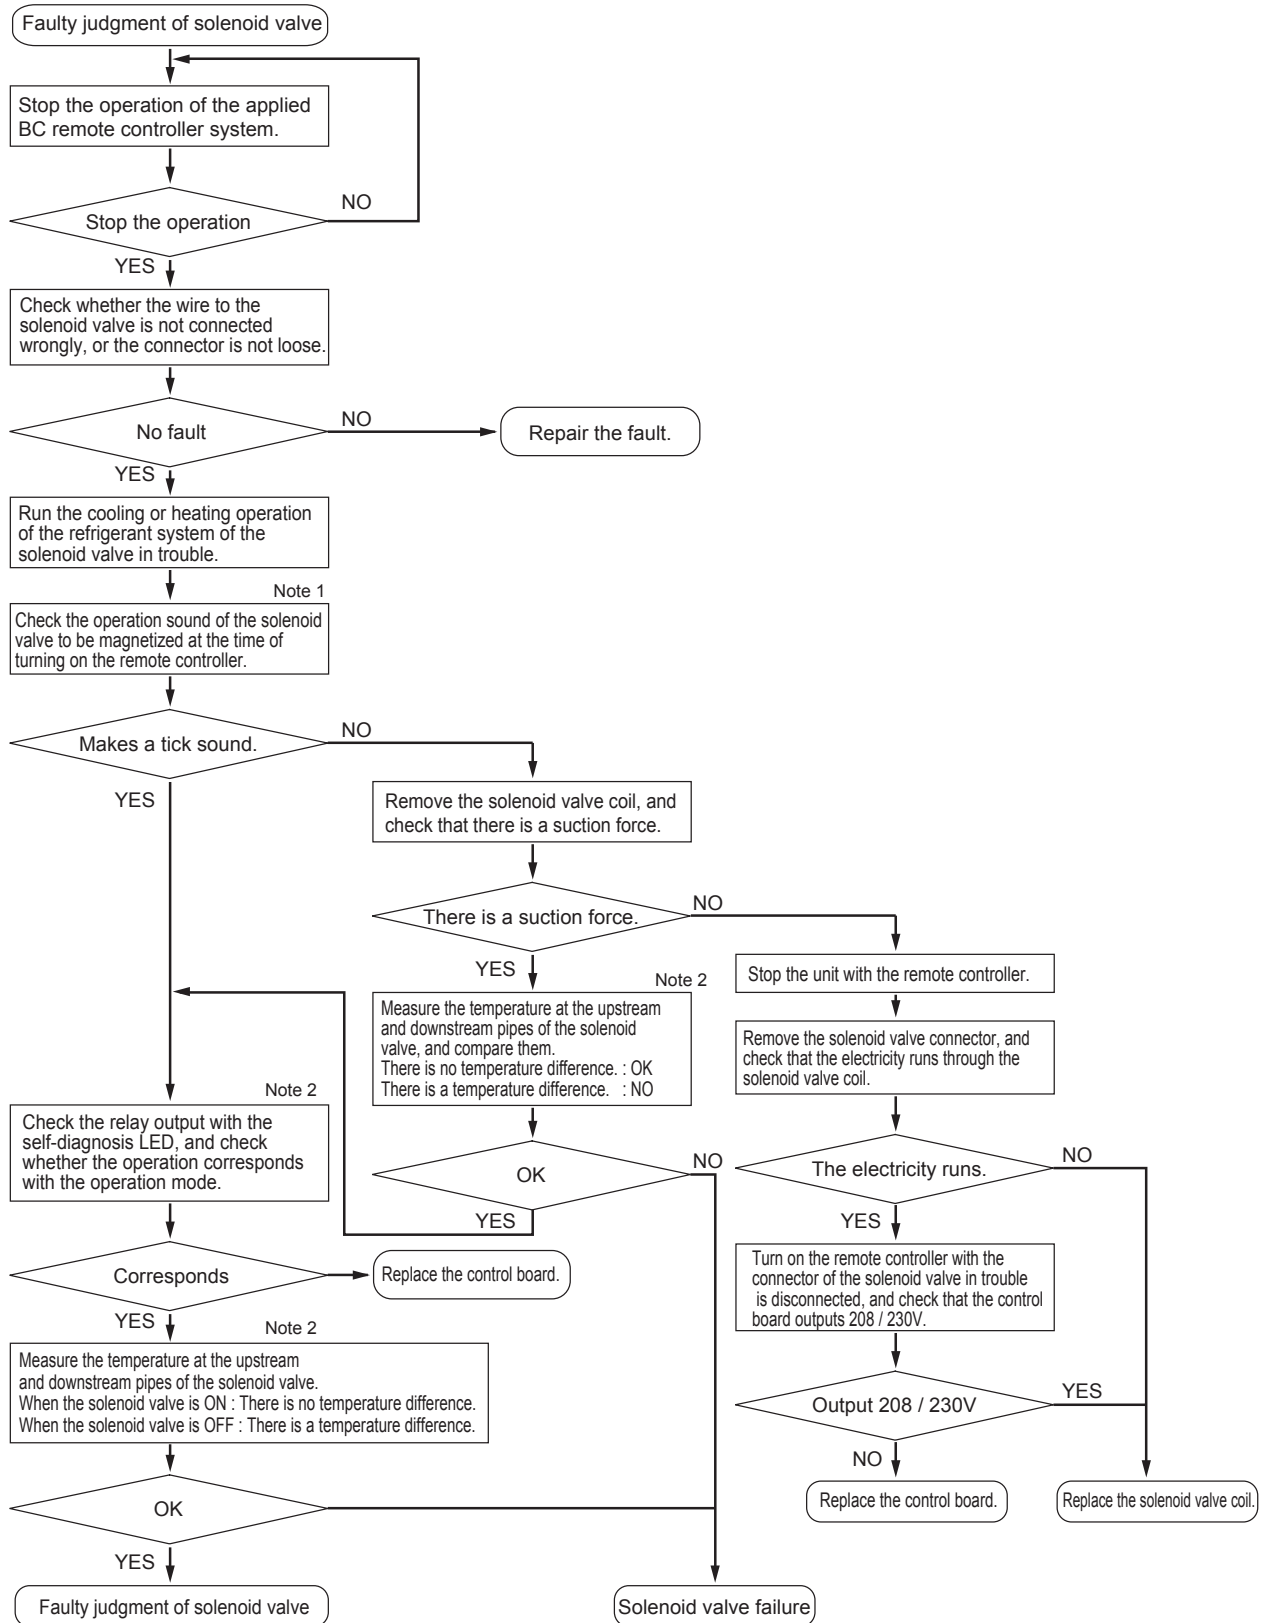 Faulty judgment of solenoid valve
Stop the operation of the applied
BC remote controller system.
NO
Stop the operation
YES
Check whether the wire to the
solenoid valve is not connected
wrongly, or the connector is not loose.
No fault
NO
Repair the fault.
YES
Run the cooling or heating operation
of the refrigerant system of the
solenoid valve in trouble.
Note 1
Check the operation sound of the solenoid
valve to be magnetized at the time of
turning on the remote controller.
Makes a tick sound.
NO
YES
Remove the solenoid valve coil, and
check that there is a suction force.
There is a suction force.
NO
YES
Note 2
Measure the temperature at the upstream
and downstream pipes of the solenoid
valve, and compare them.
There is no temperature difference. : OK
There is a temperature difference. : NO
Stop the unit with the remote controller.
Remove the solenoid valve connector, and
check that the electricity runs through the
solenoid valve coil.
Note 2
Check the relay output with the
self-diagnosis LED, and check
whether the operation corresponds
with the operation mode.
OK
NO
YES
The electricity runs.
NO
YES
Corresponds
Replace the control board.
YES
Turn on the remote controller with the
connector of the solenoid valve in trouble
is disconnected, and check that the control
board outputs 208 / 230V.
Note 2
Measure the temperature at the upstream
and downstream pipes of the solenoid valve.
When the solenoid valve is ON : There is no temperature difference.
When the solenoid valve is OFF : There is a temperature difference.
Output 208 / 230V
YES
NO
OK
YES
Replace the control board.
Replace the solenoid valve coil.
Faulty judgment of solenoid valve
Solenoid valve failure